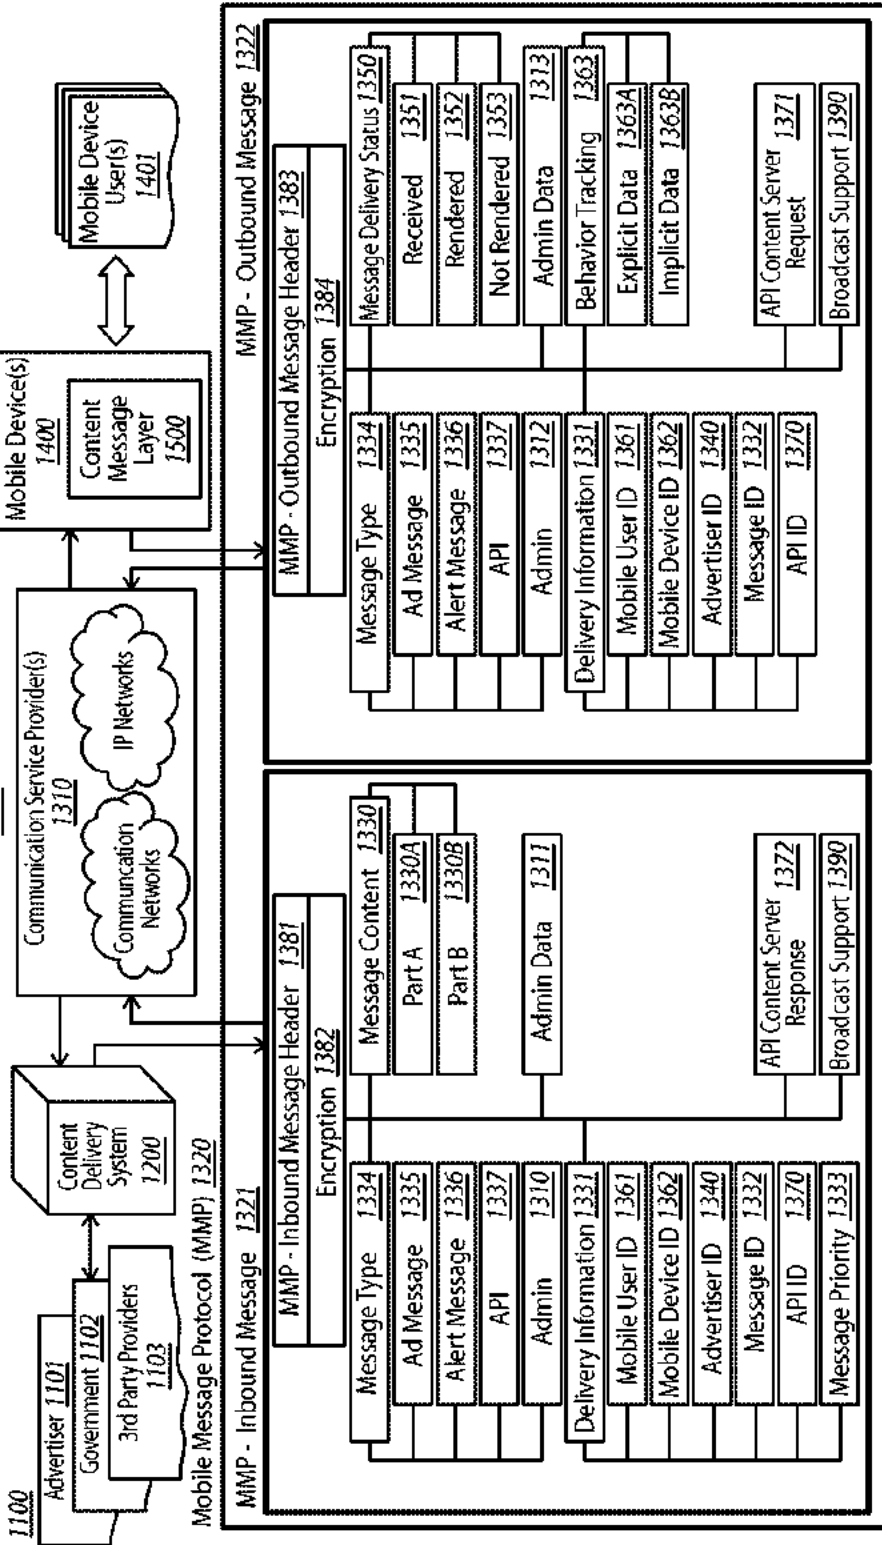 1100
Advertiser 1101
Government 1102
3rd Party Providers
1103
Content
Delivery
System
1200
Communication Service Provider(s)
1310
Communcation
Networks
IP Networks
Mobile Device(s)
1400
Content
Message
Layer
1500
Mobile Device
User(s)
1401
Mobile Message Protocol (MMP) 1320
MMP - Inbound Message 1321
MMP - Inbound Message Header 1381
Encryption 1382
Message Type 1334
Ad Message 1335
Alert Message 1336
API 1337
Admin 1310
Delivery Information 1331
Mobile User ID 1361
Mobile Device ID 1362
Advertiser ID 1340
Message ID 1332
API ID 1370
Message Priority 1333
Message Content 1330
Part A 1330A
Part B 1330B
Admin Data 1311
API Content Server
Response 1372
Broadcast Support 1390
MMP - Outbound Message 1322
MMP - Outbound Message Header 1383
Encryption 1384
Message Type 1334
Ad Message 1335
Alert Message 1336
API 1337
Admin 1312
Delivery Information 1331
Mobile User ID 1361
Mobile Device ID 1362
Advertiser ID 1340
Message ID 1332
API ID 1370
Message Delivery Status 1350
Received 1351
Rendered 1352
Not Rendered 1353
Admin Data 1313
Behavior Tracking 1363
Explicit Data 1363A
Implicit Data 1363B
API Content Server
Request 1371
Broadcast Support 1390